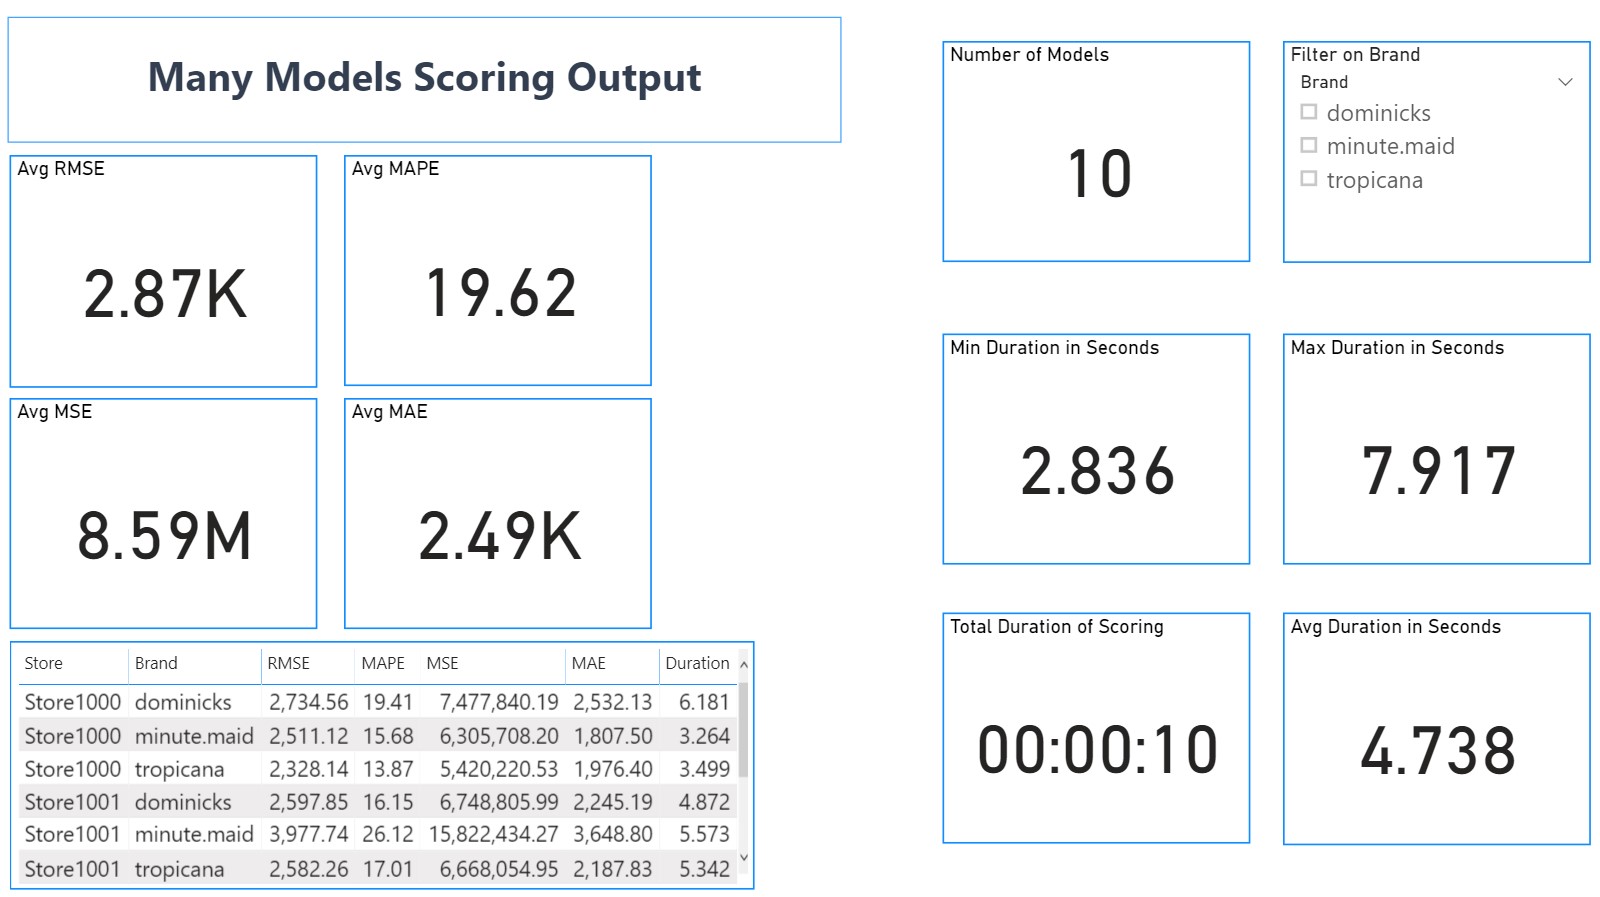 Many Models Scoring Output
Avg RMSE
2.87K
Avg MAPE
19.62
Avg MSE
8.59M
Avg MAE
2.49K
Store Brand RMSE MAPE MSE MAE Duration
Store1000 dominicks 2,734.56 19.41 7,477,840.19 2,532.13 6.181
Store1000 minute.maid 2,511.12 15.68 6,305,708.20 1,807.50 3.264
Store1000 tropicana 2,328.14 13.87 5,420,220.53 1,976.40 3.499
Store1001 dominicks 2,597.85 16.15 6,748,805.99 2,245.19 4.872
Store1001 minute.maid 3,977.74 26.12 15,822,434.27 3,648.80 5.573
Store1001 tropicana 2,582.26 17.01 6,668,054.95 2,187.83 5.342
Number of Models
10
Filter on Brand
Brand
dominicks
minute.maid
tropicana
Min Duration in Seconds
2.836
Max Duration in Seconds
7.917
Total Duration of Scoring
00:00:10
Avg Duration in Seconds
4.738